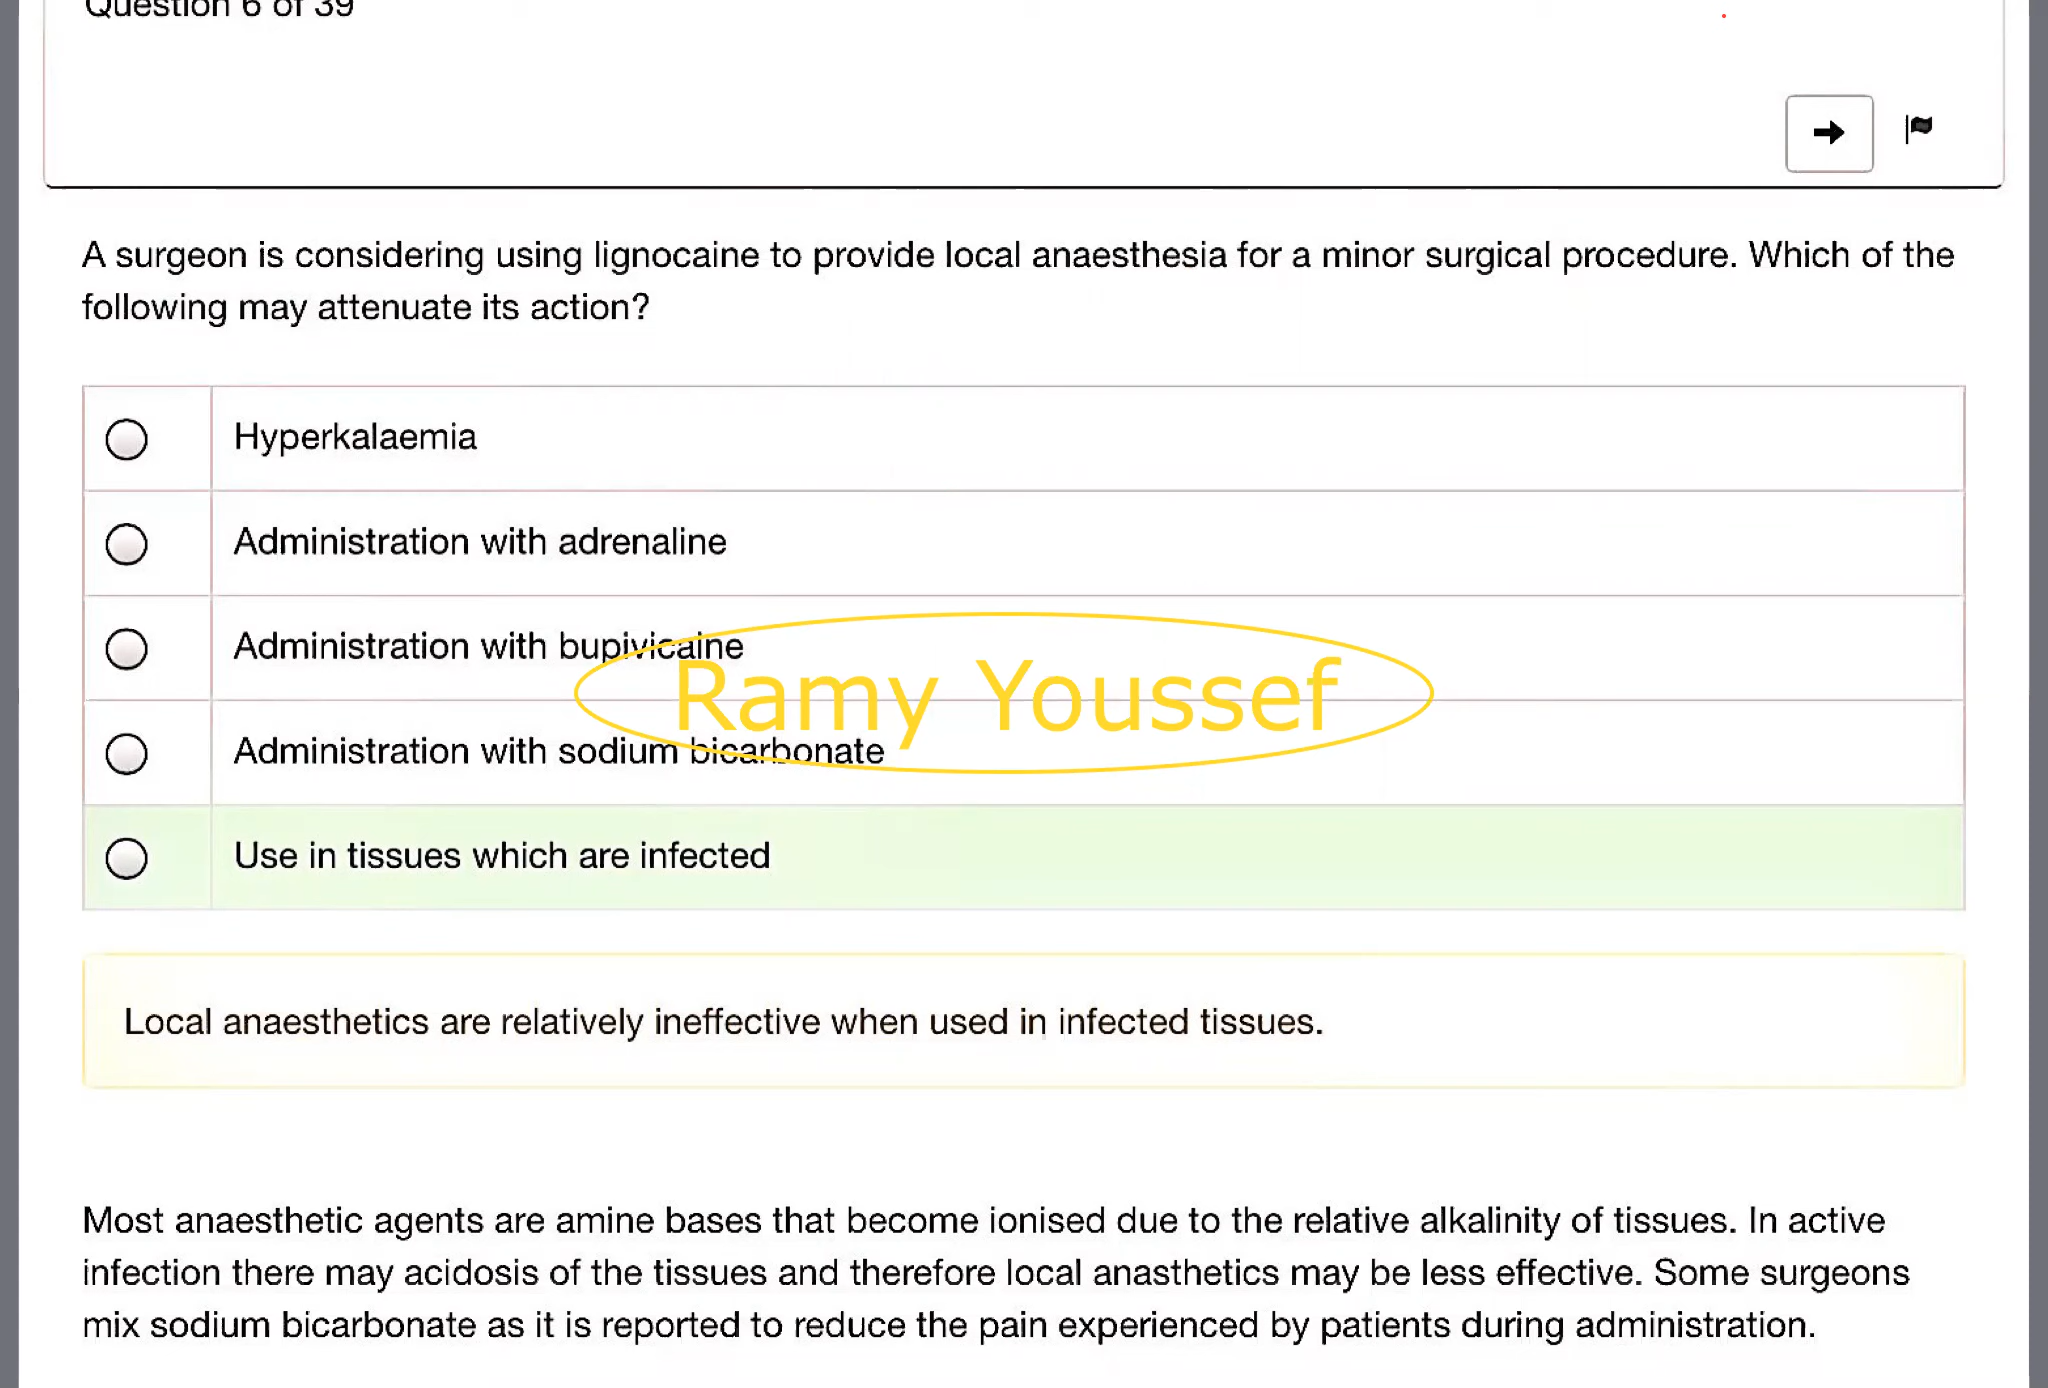 Question 6 of 39
A surgeon is considering using lignocaine to provide local anaesthesia for a minor surgical procedure. Which of the
following may attenuate its action?
Hyperkalaemia
Administration with adrenaline
Administration with bupivicaine
Ramy Youssef
Administration with sodium bicarbonate
Use in tissues which are infected
Local anaesthetics are relatively ineffective when used in infected tissues.
Most anaesthetic agents are amine bases that become ionised due to the relative alkalinity of tissues. In active
infection there may acidosis of the tissues and therefore local anasthetics may be less effective. Some surgeons
mix sodium bicarbonate as it is reported to reduce the pain experienced by patients during administration.